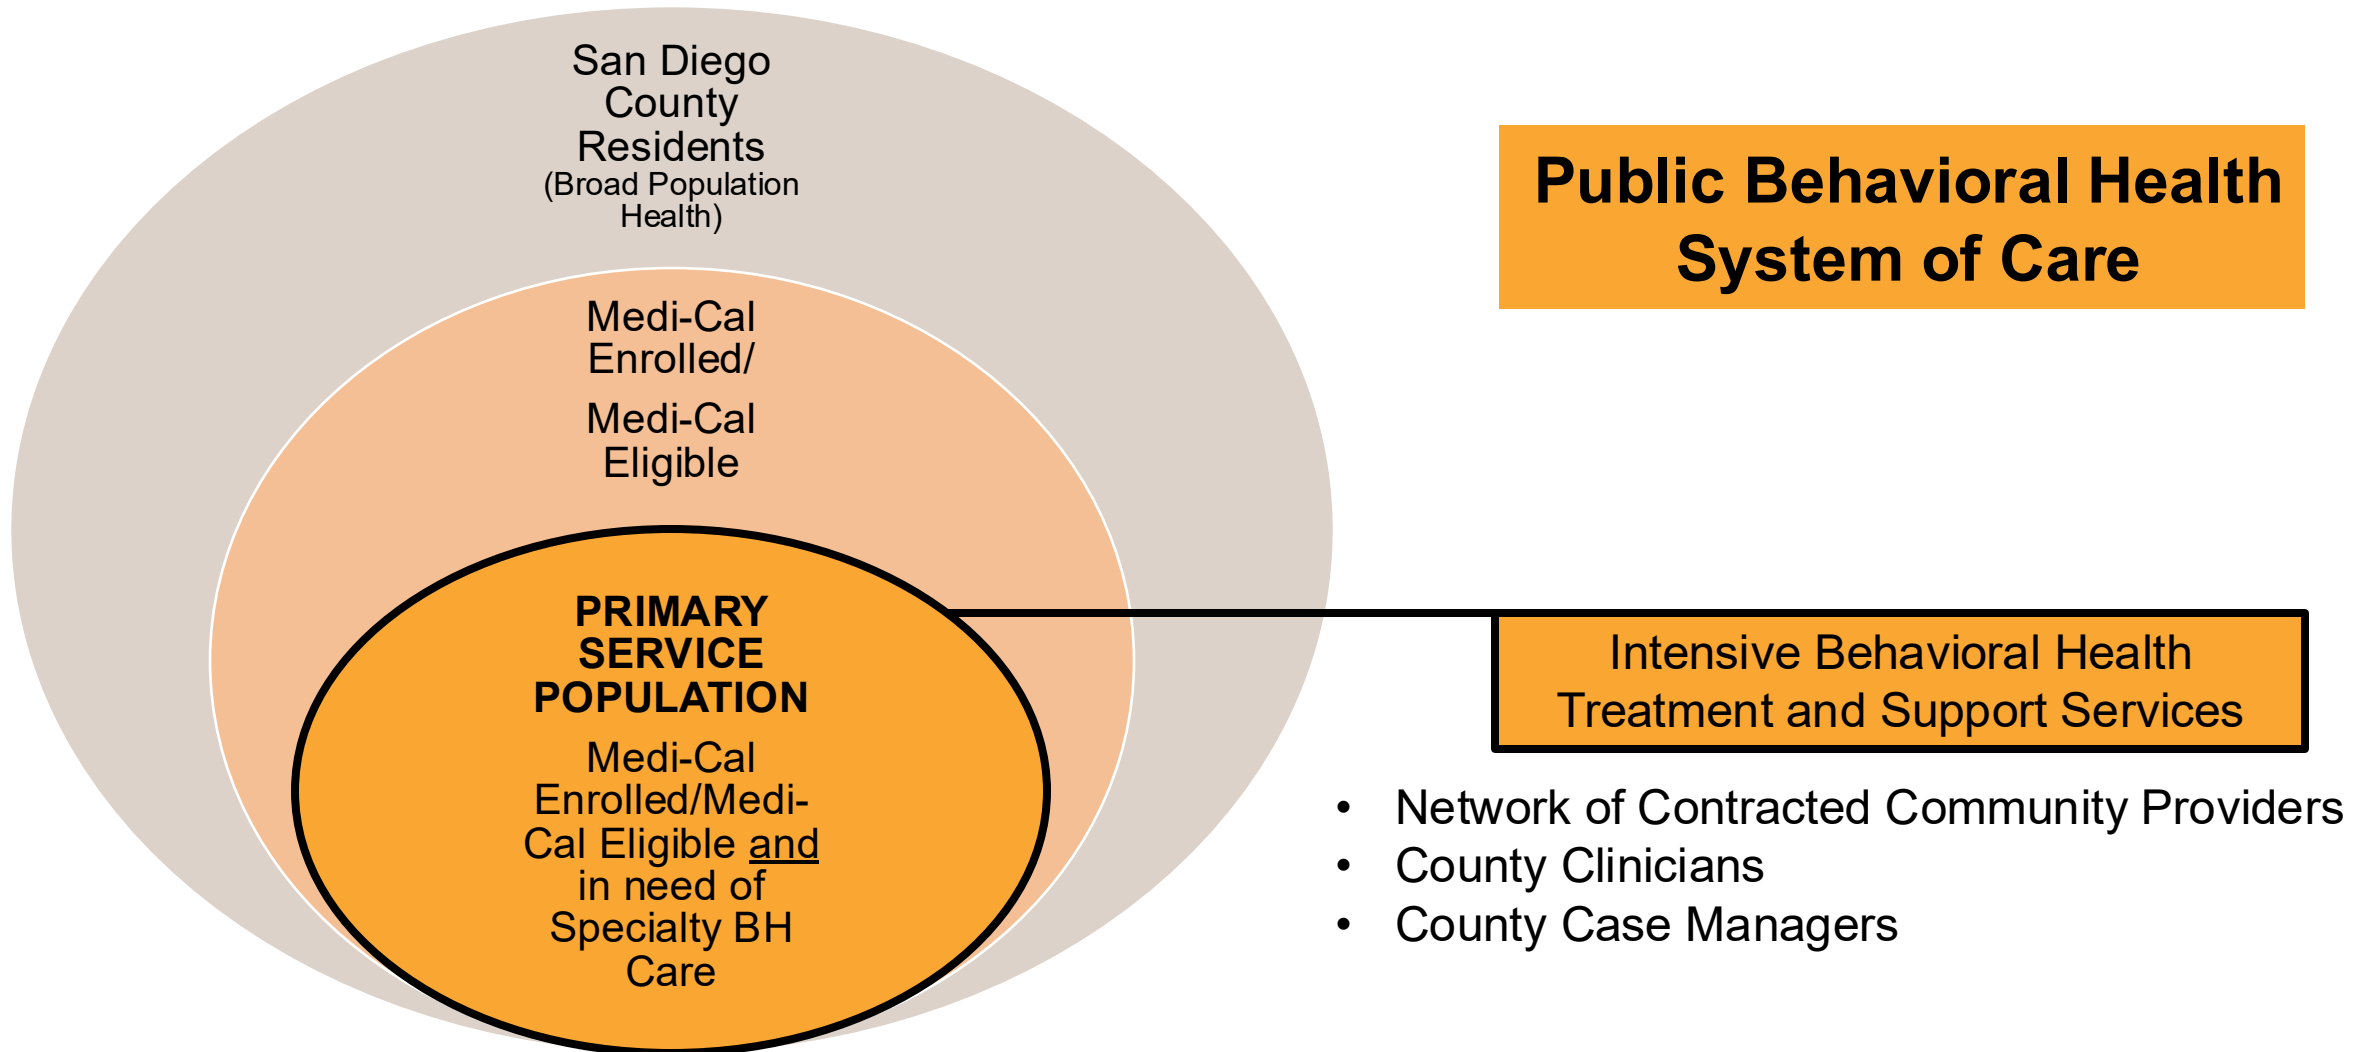 San Diego
County
Residents
(Broad Population
Health)
Medi-Cal
Enrolled/
Medi-Cal
Eligible
PRIMARY
SERVICE
POPULATION
Medi-Cal
Enrolled/Medi-
Cal Eligible and
in need of
Specialty BH
Care
Public Behavioral Health
System of Care
Intensive Behavioral Health
Treatment and Support Services
• Network of Contracted Community Providers
• County Clinicians
• County Case Managers